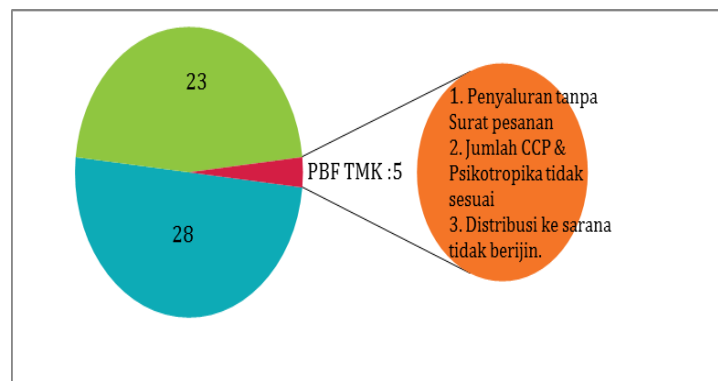 23
PBF TMK :5
28
1. Penyaluran tanpa
Surat pesanan
2. Jumlah CCP &
Psikotropika tidak
sesuai
3. Distribusi ke sarana
tidak berijin.